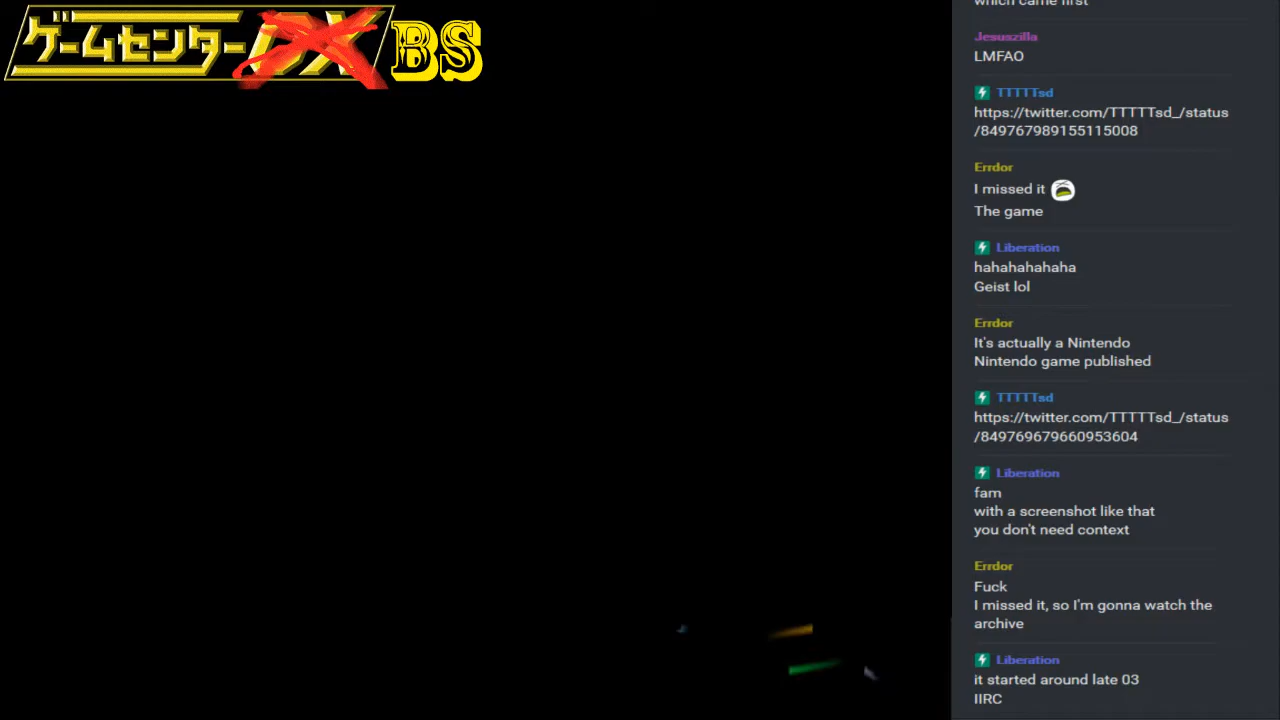 ゲームセンターDX BS
which came first
Jesuszilla
LMFAO
TTTTTsd
https://twitter.com/TTTTTsd_/status
/849767989155115008
Errdor
I missed it
The game
Liberation
hahahahahaha
Geist lol
Errdor
It's actually a Nintendo
Nintendo game published
TTTTTsd
https://twitter.com/TTTTTsd_/status
/849769679660953604
Liberation
fam
with a screenshot like that
you don't need context
Errdor
Fuck
I missed it, so I'm gonna watch the
archive
Liberation
it started around late 03
IIRC